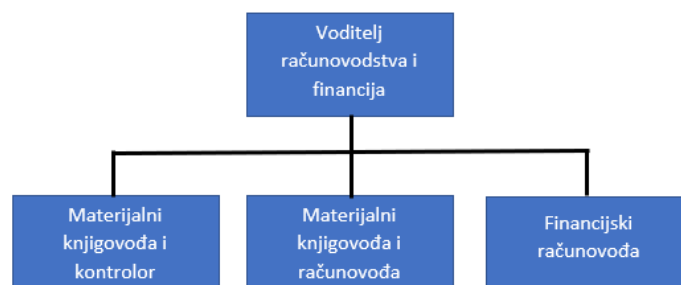 Voditelj
računovodstva i
financija
Materijalni
knjigovođa i
kontrolor
Materijalni
knjigovođa i
računovođa
Financijski
računovođa